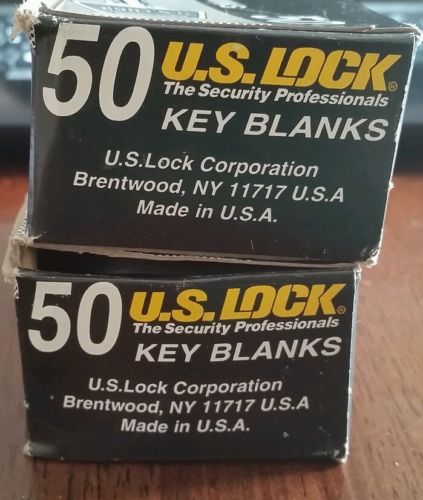 50 U.S. LOCK®
The Security Professionals
KEY BLANKS
U.S.Lock Corporation
Brentwood, NY 11717 U.S.A
Made in U.S.A.
50 U.S. LOCK®
The Security Professionals
KEY BLANKS
U.S.Lock Corporation
Brentwood, NY 11717 U.S.A
Made in U.S.A.